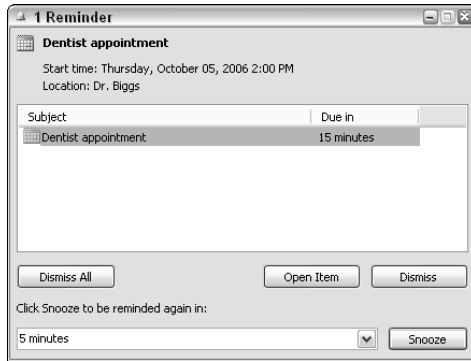 1 Reminder
Dentist appointment
Start time: Thursday, October 05, 2006 2:00 PM
Location: Dr. Biggs
Subject Due in
Dentist appointment 15 minutes
Dismiss All Open Item Dismiss
Click Snooze to be reminded again in:
5 minutes Snooze